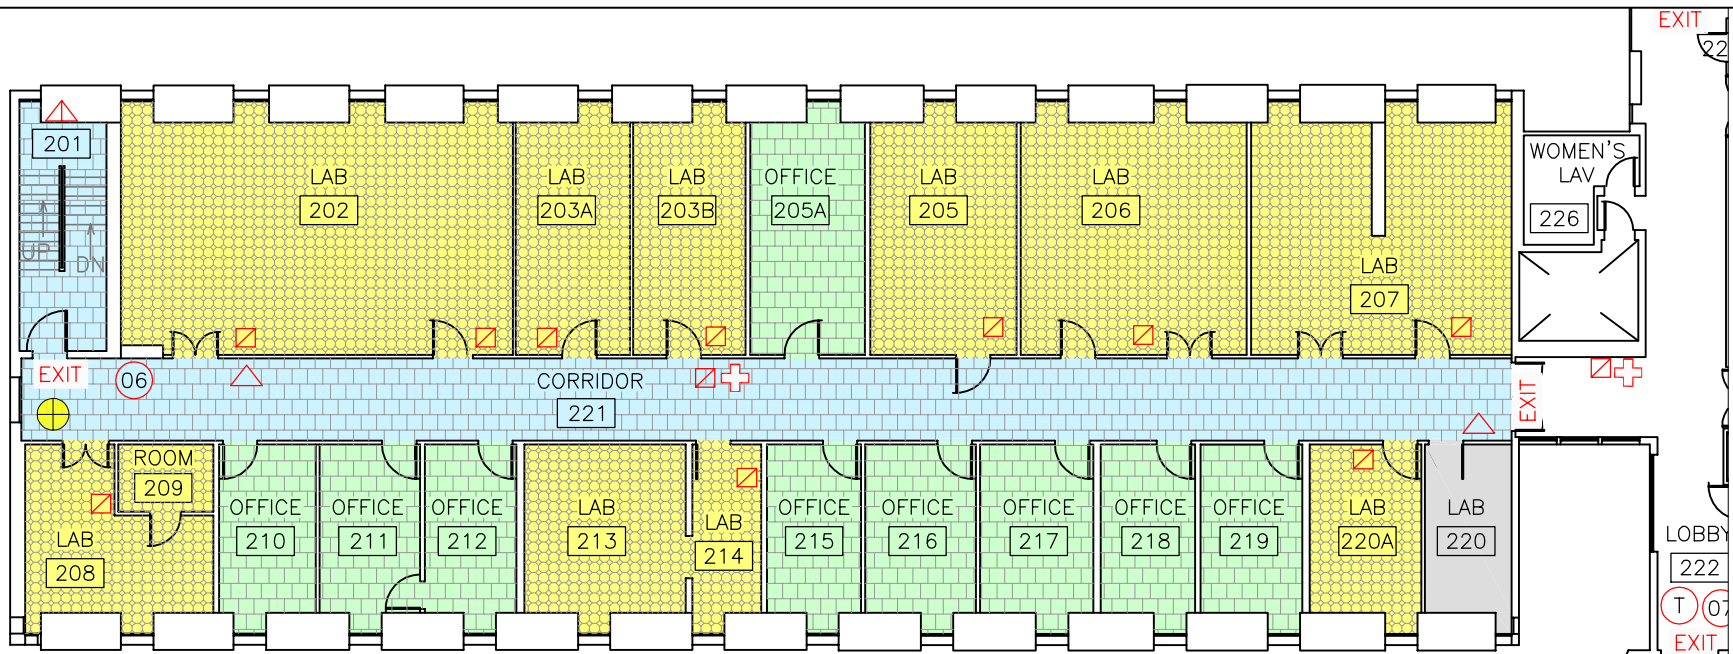 EXIT
22
201
UP
DN
LAB
202
LAB
203A
LAB
203B
OFFICE
205A
LAB
205
LAB
206
LAB
207
WOMEN'S
LAV
226
EXIT
06
CORRIDOR
221
EXIT
ROOM
209
LAB
208
OFFICE
210
OFFICE
211
OFFICE
212
LAB
213
LAB
214
OFFICE
215
OFFICE
216
OFFICE
217
OFFICE
218
OFFICE
219
LAB
220A
LAB
220
LOBBY
222
T
07
EXIT